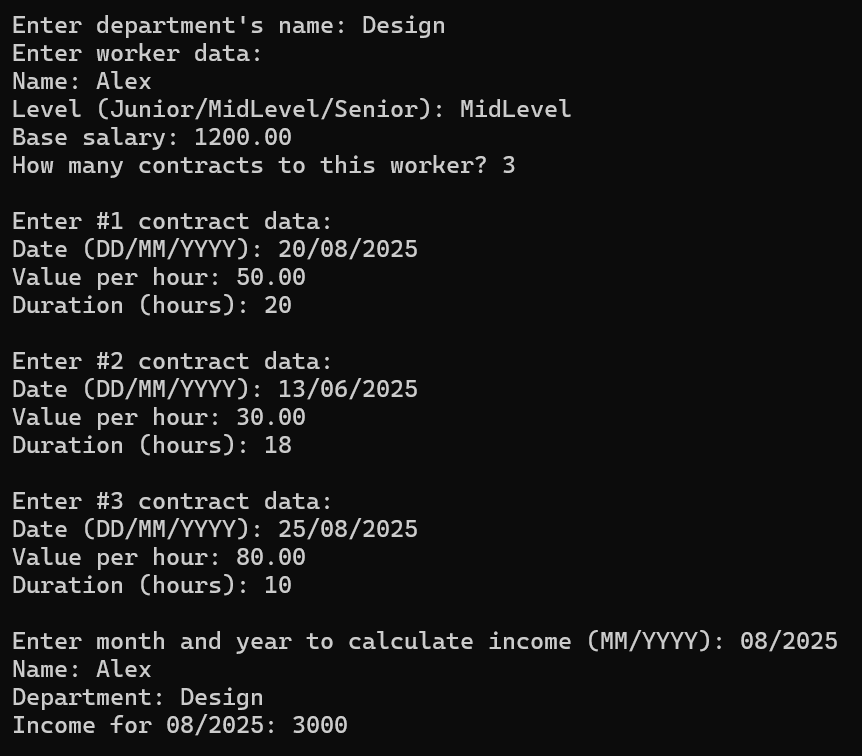 Enter department's name: Design
Enter worker data:
Name: Alex
Level (Junior/MidLevel/Senior): MidLevel
Base salary: 1200.00
How many contracts to this worker? 3
Enter #1 contract data:
Date (DD/MM/YYYY): 20/08/2025
Value per hour: 50.00
Duration (hours): 20
Enter #2 contract data:
Date (DD/MM/YYYY): 13/06/2025
Value per hour: 30.00
Duration (hours): 18
Enter #3 contract data:
Date (DD/MM/YYYY): 25/08/2025
Value per hour: 80.00
Duration (hours): 10
Enter month and year to calculate income (MM/YYYY): 08/2025
Name: Alex
Department: Design
Income for 08/2025: 3000